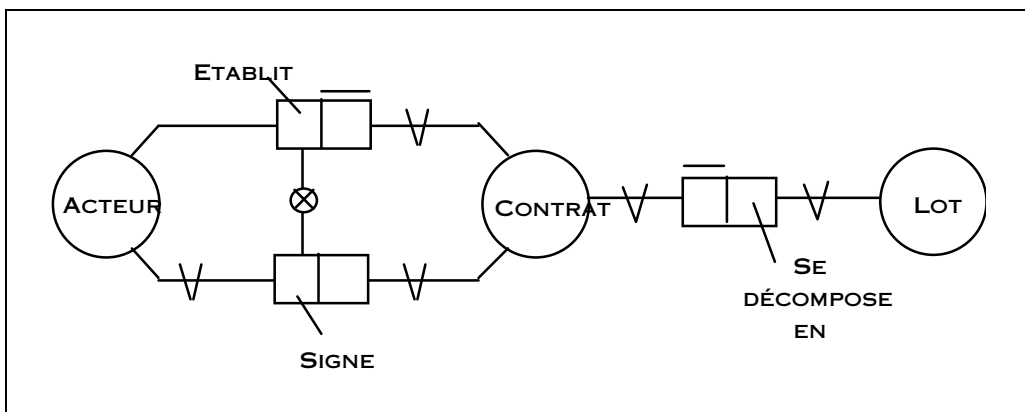 ETABLIT
ACTEUR
CONTRAT
LOT
SIGNE
SE
DÉCOMPOSE
EN